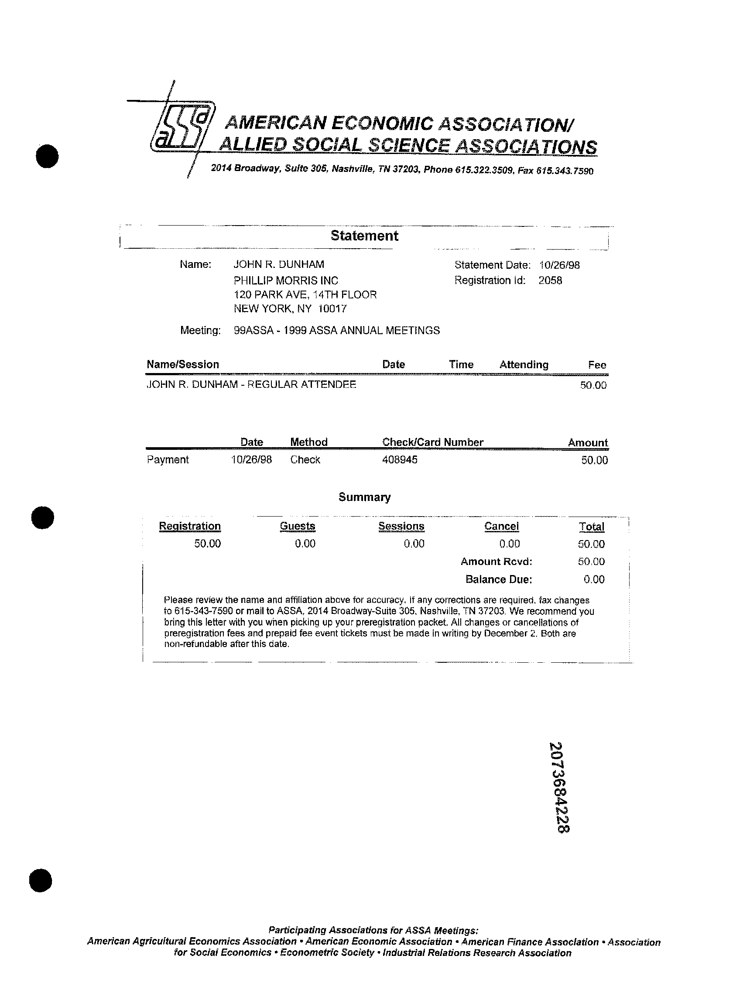 assa
AMERICAN ECONOMIC ASSOCIATION/
ALLIED SOCIAL SCIENCE ASSOCIATIONS
2014 Broadway, Suite 305, Nashville, TN 37203, Phone 615.322.3509, Fax 615.343.7590
Statement
Name: JOHN R. DUNHAM Statement Date: 10/26/98
PHILLIP MORRIS INC Registration Id: 2058
120 PARK AVE, 14TH FLOOR
NEW YORK, NY 10017
Meeting: 99ASSA - 1999 ASSA ANNUAL MEETINGS
Name/Session Date Time Attending Fee
JOHN R. DUNHAM - REGULAR ATTENDEE 50.00
Date Method Check/Card Number Amount
Payment 10/26/98 Check 408945 50.00
Summary
Registration Guests Sessions Cancel Total
50.00 0.00 0.00 0.00 50.00
Amount Rcvd: 50.00
Balance Due: 0.00
Please review the name and affiliation above for accuracy. If any corrections are required, fax changes
to 615-343-7590 or mail to ASSA, 2014 Broadway-Suite 305, Nashville, TN 37203. We recommend you
bring this letter with you when picking up your preregistration packet. All changes or cancellations of
preregistration fees and prepaid fee event tickets must be made in writing by December 2. Both are
non-refundable after this date.
2073684228
Participating Associations for ASSA Meetings:
American Agricultural Economics Association • American Economic Association • American Finance Association • Association
for Social Economics • Econometric Society • Industrial Relations Research Association